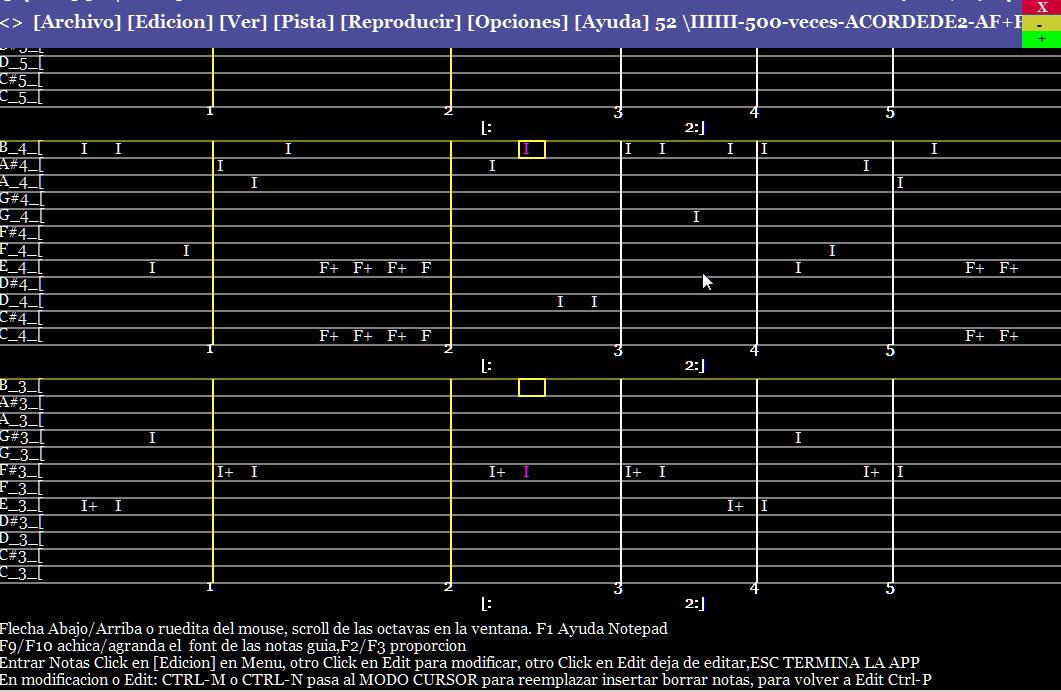 <> [Archivo] [Edicion] [Ver] [Pista] [Reproducir] [Opciones] [Ayuda] 52 \IIIIII-500-veces-ACORDEDE2-AF+F
X
-
+
D_5_[
C#5_[
C_5_[
1 2 3 4 5
[: 2:]
B_4_[ I I I I I I I I I
A#4_[ I I I
A_4_[ I I
G#4_[
G_4_[ I
F#4_[
F_4_[ I I
E_4_[ I F+ F+ F+ F I F+ F+
D#4_[
D_4_[ I I
C#4_[
C_4_[ F+ F+ F+ F F+ F+
1 2 3 4 5
[: 2:]
B_3_[
A#3_[
A_3_[
G#3_[ I I
G_3_[
F#3_[ I+ I I+ I I+ I I+ I
F_3_[
E_3_[ I+ I I+ I
D#3_[
D_3_[
C#3_[
C_3_[
1 2 3 4 5
[: 2:]
Flecha Abajo/Arriba o ruedita del mouse, scroll de las octavas en la ventana. F1 Ayuda Notepad
F9/F10 achica/agranda el font de las notas guia,F2/F3 proporcion
Entrar Notas Click en [Edicion] en Menu, otro Click en Edit para modificar, otro Click en Edit deja de editar,ESC TERMINA LA APP
En modificacion o Edit: CTRL-M o CTRL-N pasa al MODO CURSOR para reemplazar insertar borrar notas, para volver a Edit Ctrl-P